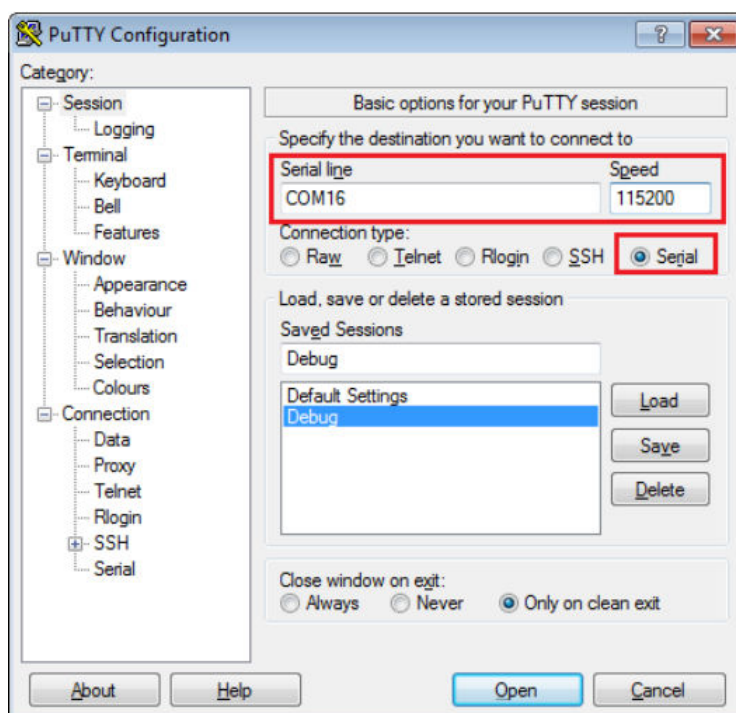 PuTTY Configuration
Category:
Session
Logging
Terminal
Keyboard
Bell
Features
Window
Appearance
Behaviour
Translation
Selection
Colours
Connection
Data
Proxy
Telnet
Rlogin
SSH
Serial
Basic options for your PuTTY session
Specify the destination you want to connect to
Serial line Speed
COM16 115200
Connection type:
Raw Telnet Rlogin SSH Serial
Load, save or delete a stored session
Saved Sessions
Debug
Default Settings
Debug
Load
Save
Delete
Close window on exit:
Always Never Only on clean exit
About Help Open Cancel